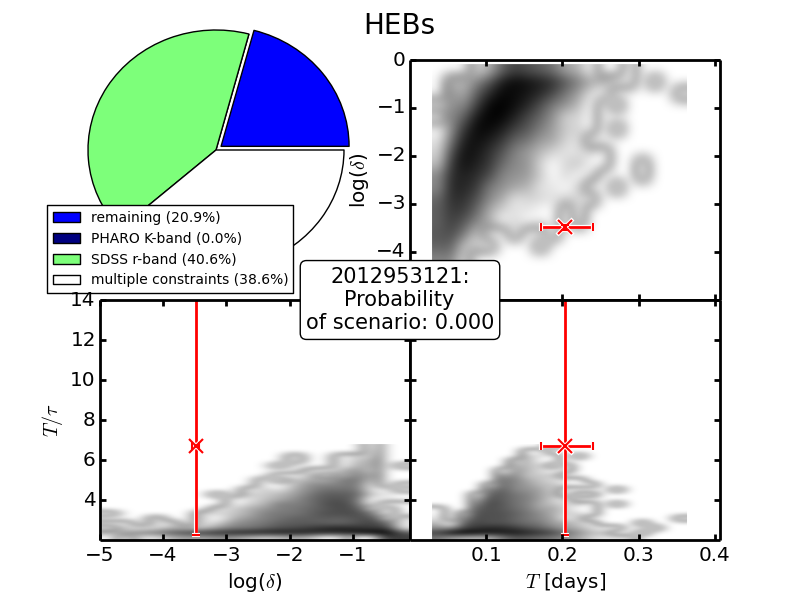 HEBs
remaining (20.9%)
PHARO K-band (0.0%)
SDSS r-band (40.6%)
multiple constraints (38.6%)
0
−1
−2
−3
−4
log(δ)
2012953121:
Probability
of scenario: 0.000
14
12
10
8
6
4
T/τ
−5 −4 −3 −2 −1
log(δ)
0.1 0.2 0.3 0.4
T [days]